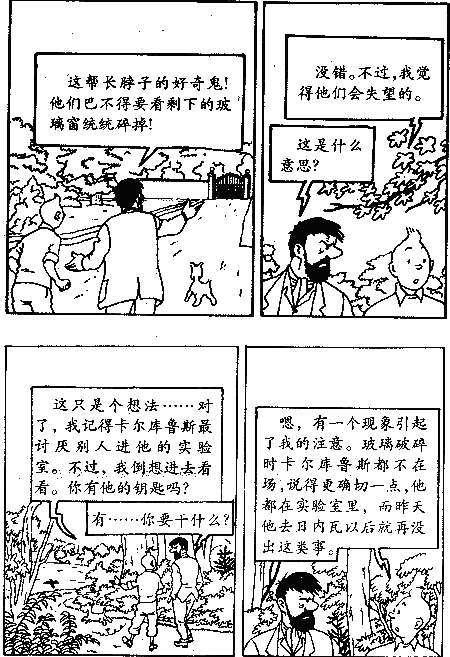 这帮长脖子的好奇鬼!
他们巴不得要看剩下的玻
璃窗统统碎掉!
没错。不过,我觉
得他们会失望的。
这是什么
意思?
这只是个想法……对
了,我记得卡尔库鲁斯最
讨厌别人进他的实验
室。不过,我倒想进去看
看。你有他的钥匙吗?
有……你要干什么?
嗯,有一个现象引起
了我的注意。玻璃破碎
时卡尔库鲁斯都不在
场,说得更确切一点,他
都在实验室里,而昨天
他去日内瓦以后就再没
出这类事。